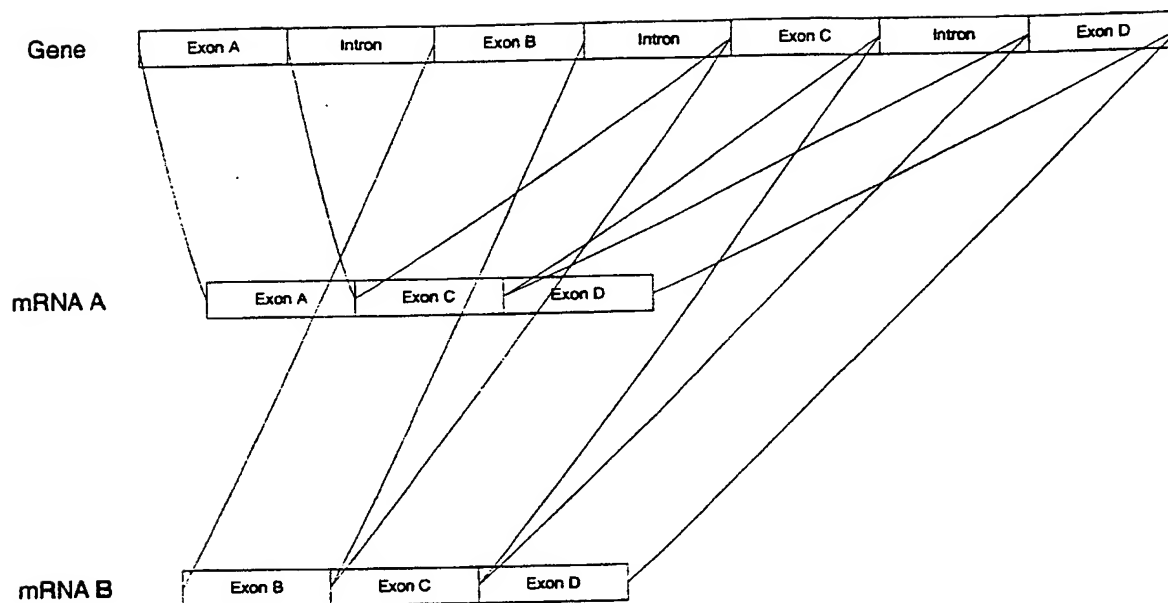 Gene Exon A Intron Exon B Intron Exon C Intron Exon D
mRNA A Exon A Exon C Exon D
mRNA B Exon B Exon C Exon D